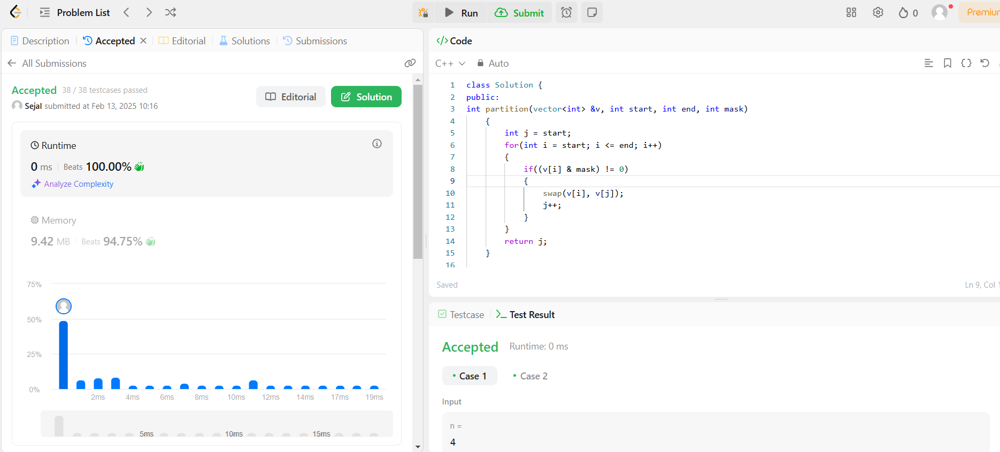 Problem List
Run
Submit
0
Premium
Description
Accepted
Editorial
Solutions
Submissions
All Submissions
Accepted 38 / 38 testcases passed
Sejal submitted at Feb 13, 2025 10:16
Editorial
Solution
Runtime
0 ms Beats 100.00%
Analyze Complexity
Memory
9.42 MB Beats 94.75%
75%
50%
25%
0%
2ms 4ms 6ms 8ms 10ms 12ms 14ms 17ms 19ms
5ms 10ms 15ms
</> Code
C++ Auto
1 class Solution {
2 public:
3 int partition(vector<int> &v, int start, int end, int mask)
4 {
5 int j = start;
6 for(int i = start; i <= end; i++)
7 {
8 if((v[i] & mask) != 0)
9 {
10 swap(v[i], v[j]);
11 j++;
12 }
13 }
14 return j;
15 }
16
Saved
Ln 9, Col 1
Testcase
Test Result
Accepted Runtime: 0 ms
Case 1
Case 2
Input
n =
4